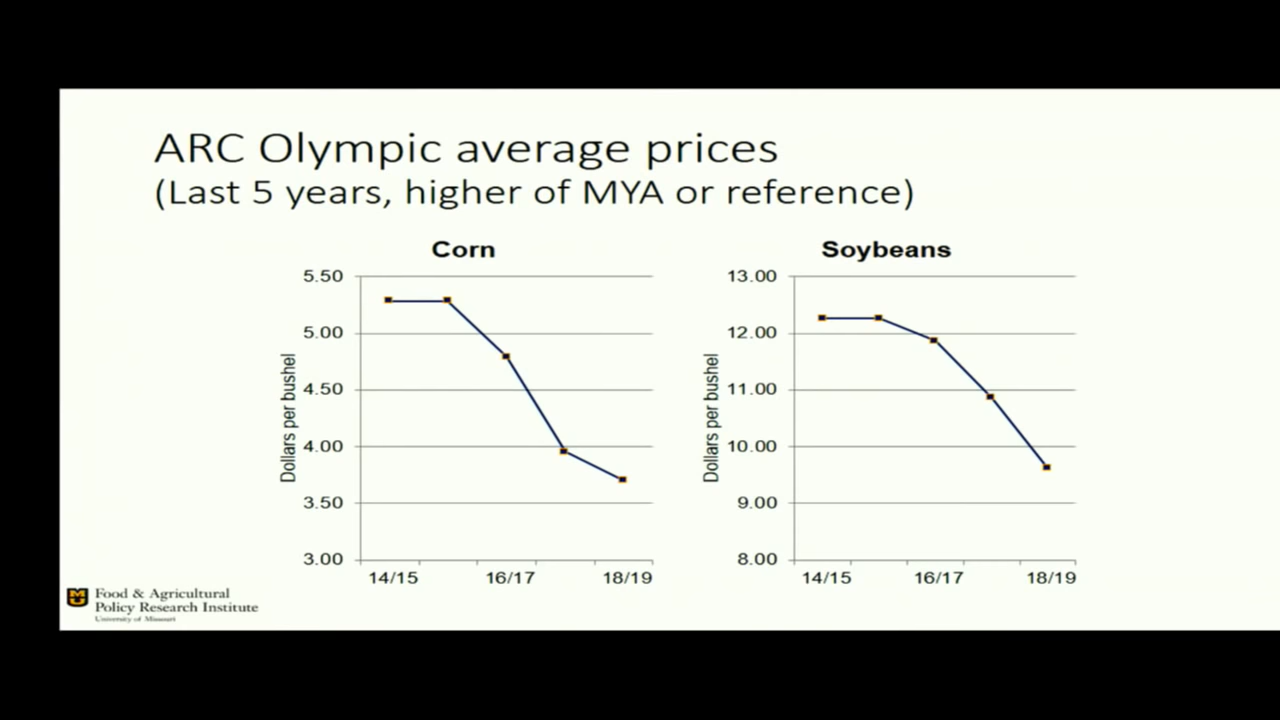 ARC Olympic average prices
(Last 5 years, higher of MYA or reference)
Corn
5.50
5.00
4.50
4.00
3.50
3.00
Dollars per bushel
14/15 16/17 18/19
Soybeans
13.00
12.00
11.00
10.00
9.00
8.00
Dollars per bushel
14/15 16/17 18/19
Food & Agricultural
Policy Research Institute
University of Missouri